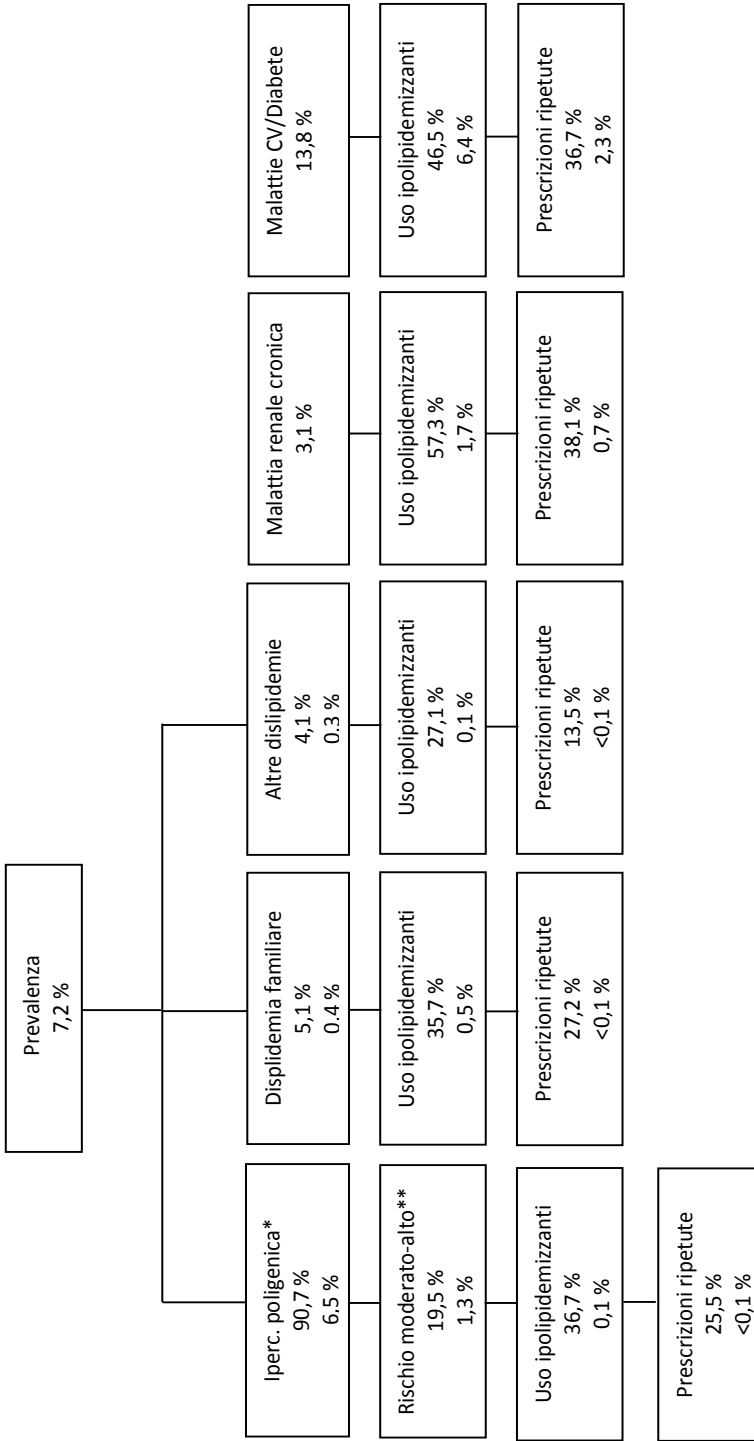 Prevalenza
7,2 %
Iperc. poligenica*
90,7 %
6,5 %
Displidemia familiare
5,1 %
0.4 %
Altre dislipidemie
4,1 %
0.3 %
Malattia renale cronica
3,1 %
Malattie CV/Diabete
13,8 %
Rischio moderato-alto**
19,5 %
1,3 %
Uso ipolipidemizzanti
35,7 %
0,5 %
Uso ipolipidemizzanti
27,1 %
0,1 %
Uso ipolipidemizzanti
57,3 %
1,7 %
Uso ipolipidemizzanti
46,5 %
6,4 %
Uso ipolipidemizzanti
36,7 %
0,1 %
Prescrizioni ripetute
27,2 %
<0,1 %
Prescrizioni ripetute
13,5 %
<0,1 %
Prescrizioni ripetute
38,1 %
0,7 %
Prescrizioni ripetute
36,7 %
2,3 %
Prescrizioni ripetute
25,5 %
<0,1 %